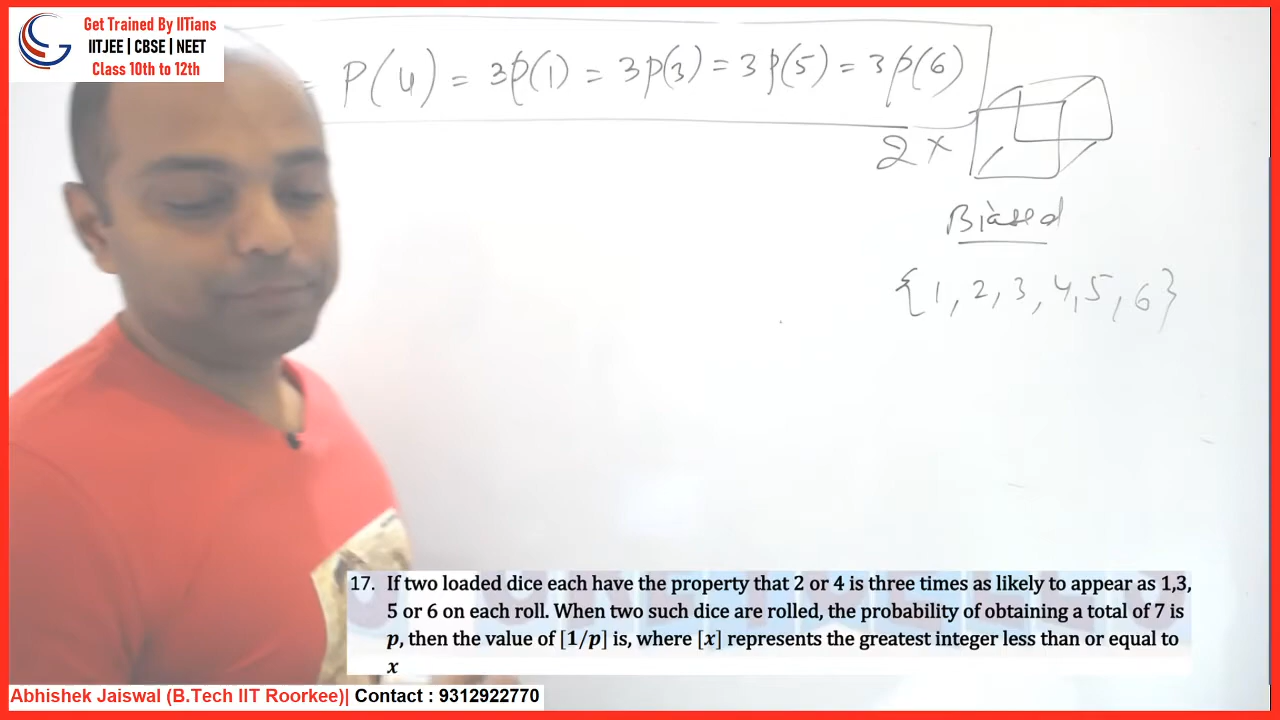 Get Trained By IITians
IITJEE | CBSE | NEET
Class 10th to 12th
= P(4) = 3p(1) = 3p(3) = 3p(5) = 3p(6)
2 x
Biased
{1, 2, 3, 4, 5, 6}
17. If two loaded dice each have the property that 2 or 4 is three times as likely to appear as 1,3,
5 or 6 on each roll. When two such dice are rolled, the probability of obtaining a total of 7 is
p, then the value of [1/p] is, where [x] represents the greatest integer less than or equal to
x
Abhishek Jaiswal (B.Tech IIT Roorkee)| Contact : 9312922770